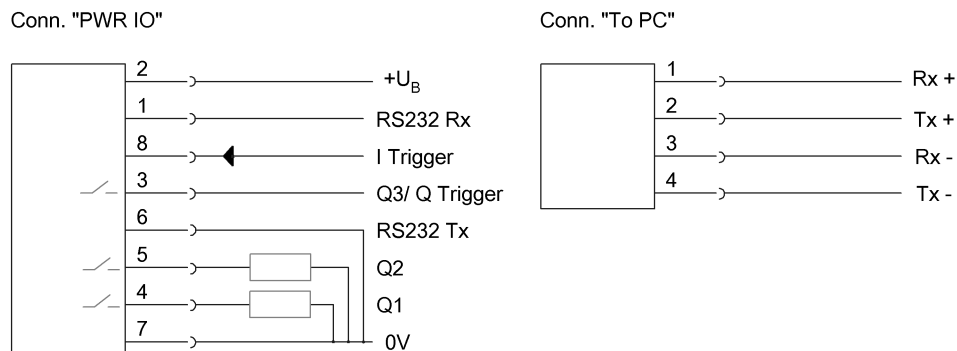 Conn. "PWR IO"
2 +U_B
1 RS232 Rx
8 I Trigger
3 Q3/ Q Trigger
6 RS232 Tx
5 Q2
4 Q1
7 0V
Conn. "To PC"
1 Rx +
2 Tx +
3 Rx -
4 Tx -